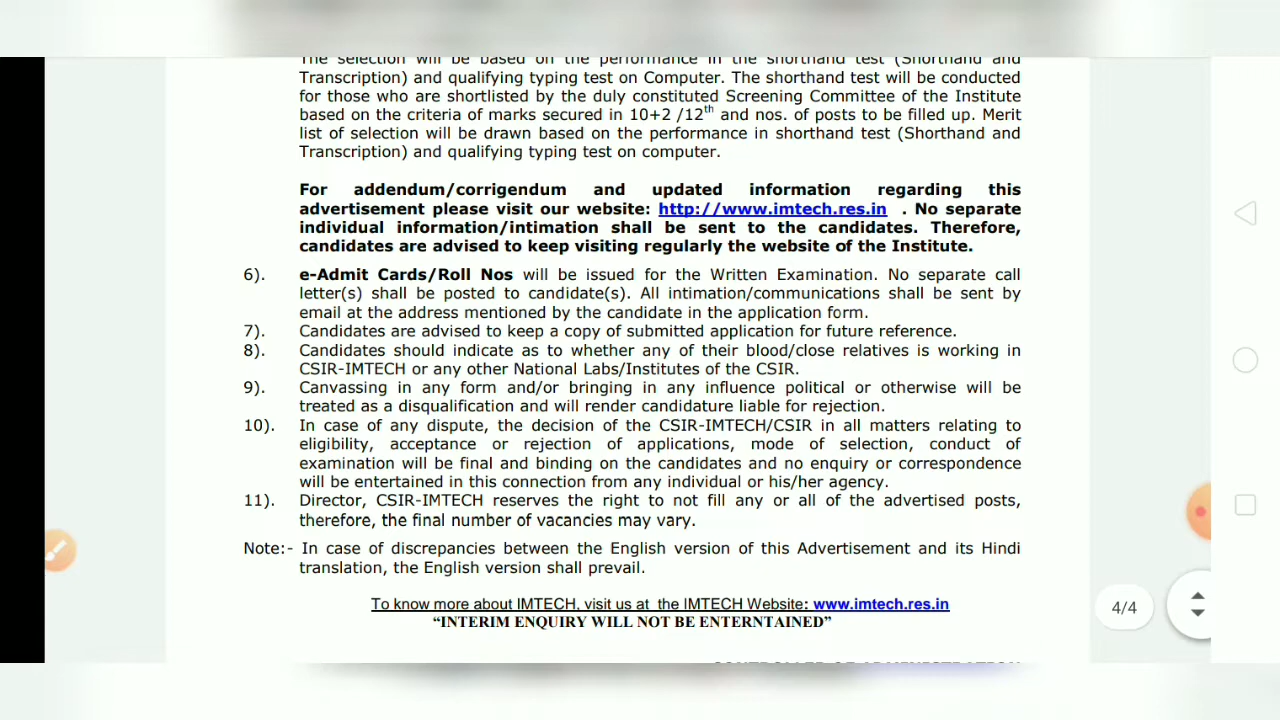 The selection will be based on the performance in the shorthand test (Shorthand and
Transcription) and qualifying typing test on Computer. The shorthand test will be conducted
for those who are shortlisted by the duly constituted Screening Committee of the Institute
based on the criteria of marks secured in 10+2 /12th and nos. of posts to be filled up. Merit
list of selection will be drawn based on the performance in shorthand test (Shorthand and
Transcription) and qualifying typing test on computer.
For addendum/corrigendum and updated information regarding this
advertisement please visit our website: http://www.imtech.res.in . No separate
individual information/intimation shall be sent to the candidates. Therefore,
candidates are advised to keep visiting regularly the website of the Institute.
6). e-Admit Cards/Roll Nos will be issued for the Written Examination. No separate call
letter(s) shall be posted to candidate(s). All intimation/communications shall be sent by
email at the address mentioned by the candidate in the application form.
7). Candidates are advised to keep a copy of submitted application for future reference.
8). Candidates should indicate as to whether any of their blood/close relatives is working in
CSIR-IMTECH or any other National Labs/Institutes of the CSIR.
9). Canvassing in any form and/or bringing in any influence political or otherwise will be
treated as a disqualification and will render candidature liable for rejection.
10). In case of any dispute, the decision of the CSIR-IMTECH/CSIR in all matters relating to
eligibility, acceptance or rejection of applications, mode of selection, conduct of
examination will be final and binding on the candidates and no enquiry or correspondence
will be entertained in this connection from any individual or his/her agency.
11). Director, CSIR-IMTECH reserves the right to not fill any or all of the advertised posts,
therefore, the final number of vacancies may vary.
Note:- In case of discrepancies between the English version of this Advertisement and its Hindi
translation, the English version shall prevail.
To know more about IMTECH, visit us at the IMTECH Website: www.imtech.res.in
“INTERIM ENQUIRY WILL NOT BE ENTERNTAINED”
4/4